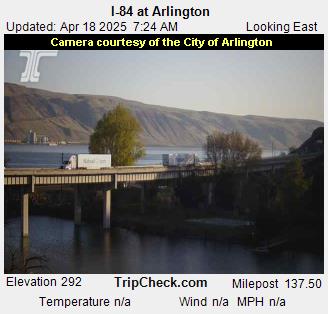 I-84 at Arlington
Updated: Apr 18 2025 7:24 AM Looking East
Camera courtesy of the City of Arlington
Elevation 292 TripCheck.com Milepost 137.50
Temperature n/a Wind n/a MPH n/a